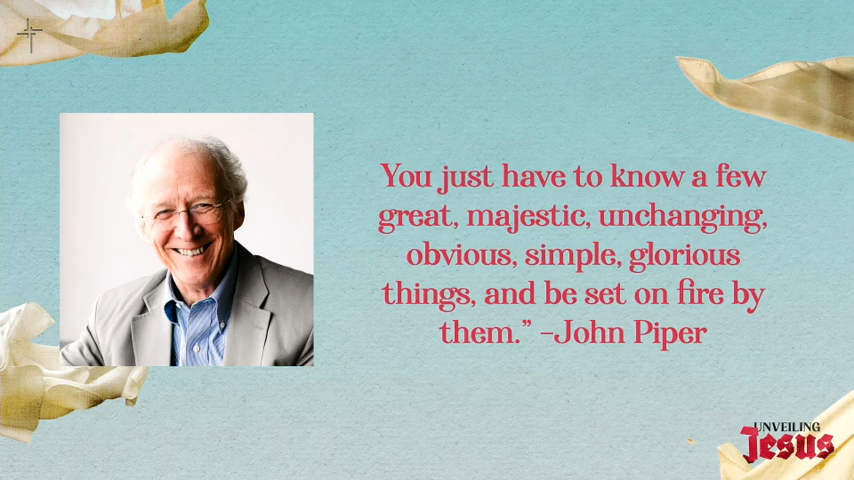 You just have to know a few
great, majestic, unchanging,
obvious, simple, glorious
things, and be set on fire by
them.” –John Piper
UNVEILING
Jesus